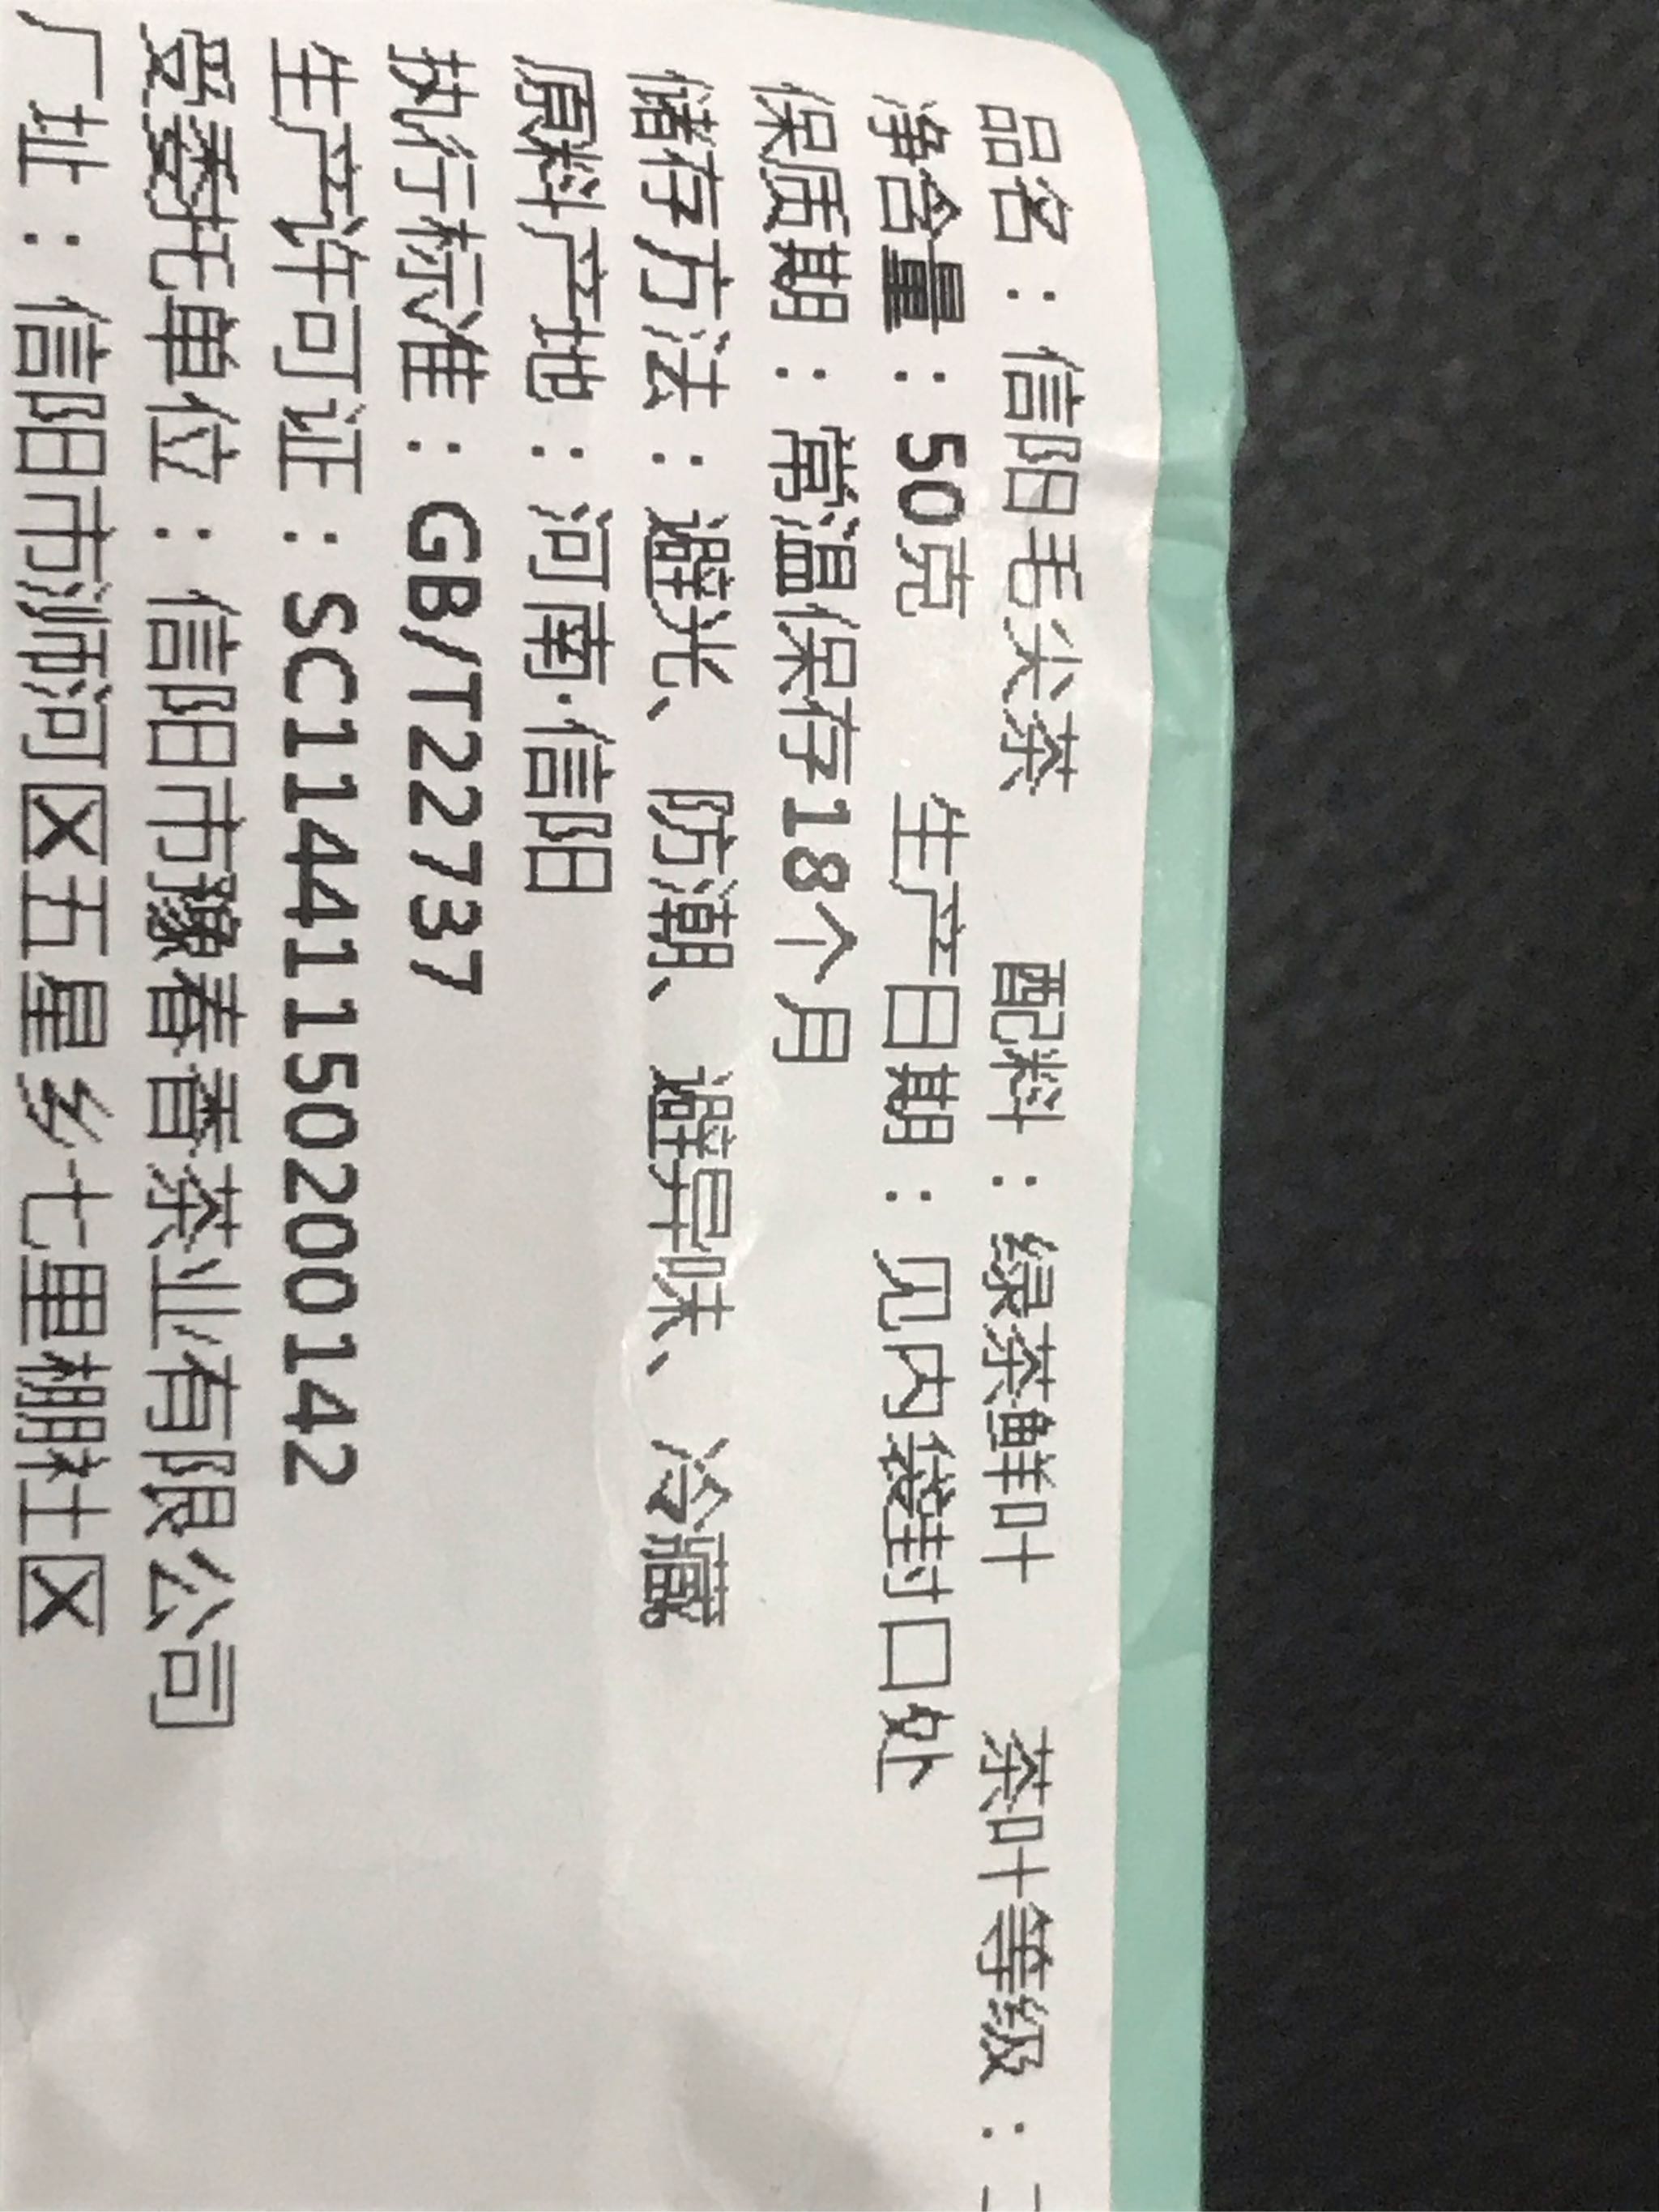 品名：信阳毛尖茶 配料：绿茶鲜叶 茶叶等级：
净含量：50克 生产日期：见内袋封口处
保质期：常温保存18个月
储存方法：避光、防潮、避异味、冷藏
原料产地：河南·信阳
执行标准：GB/T22737
生产许可证：SC11441150200142
受委托单位：信阳市豫春香茶业有限公司
厂址：信阳市浉河区五星乡七里棚社区